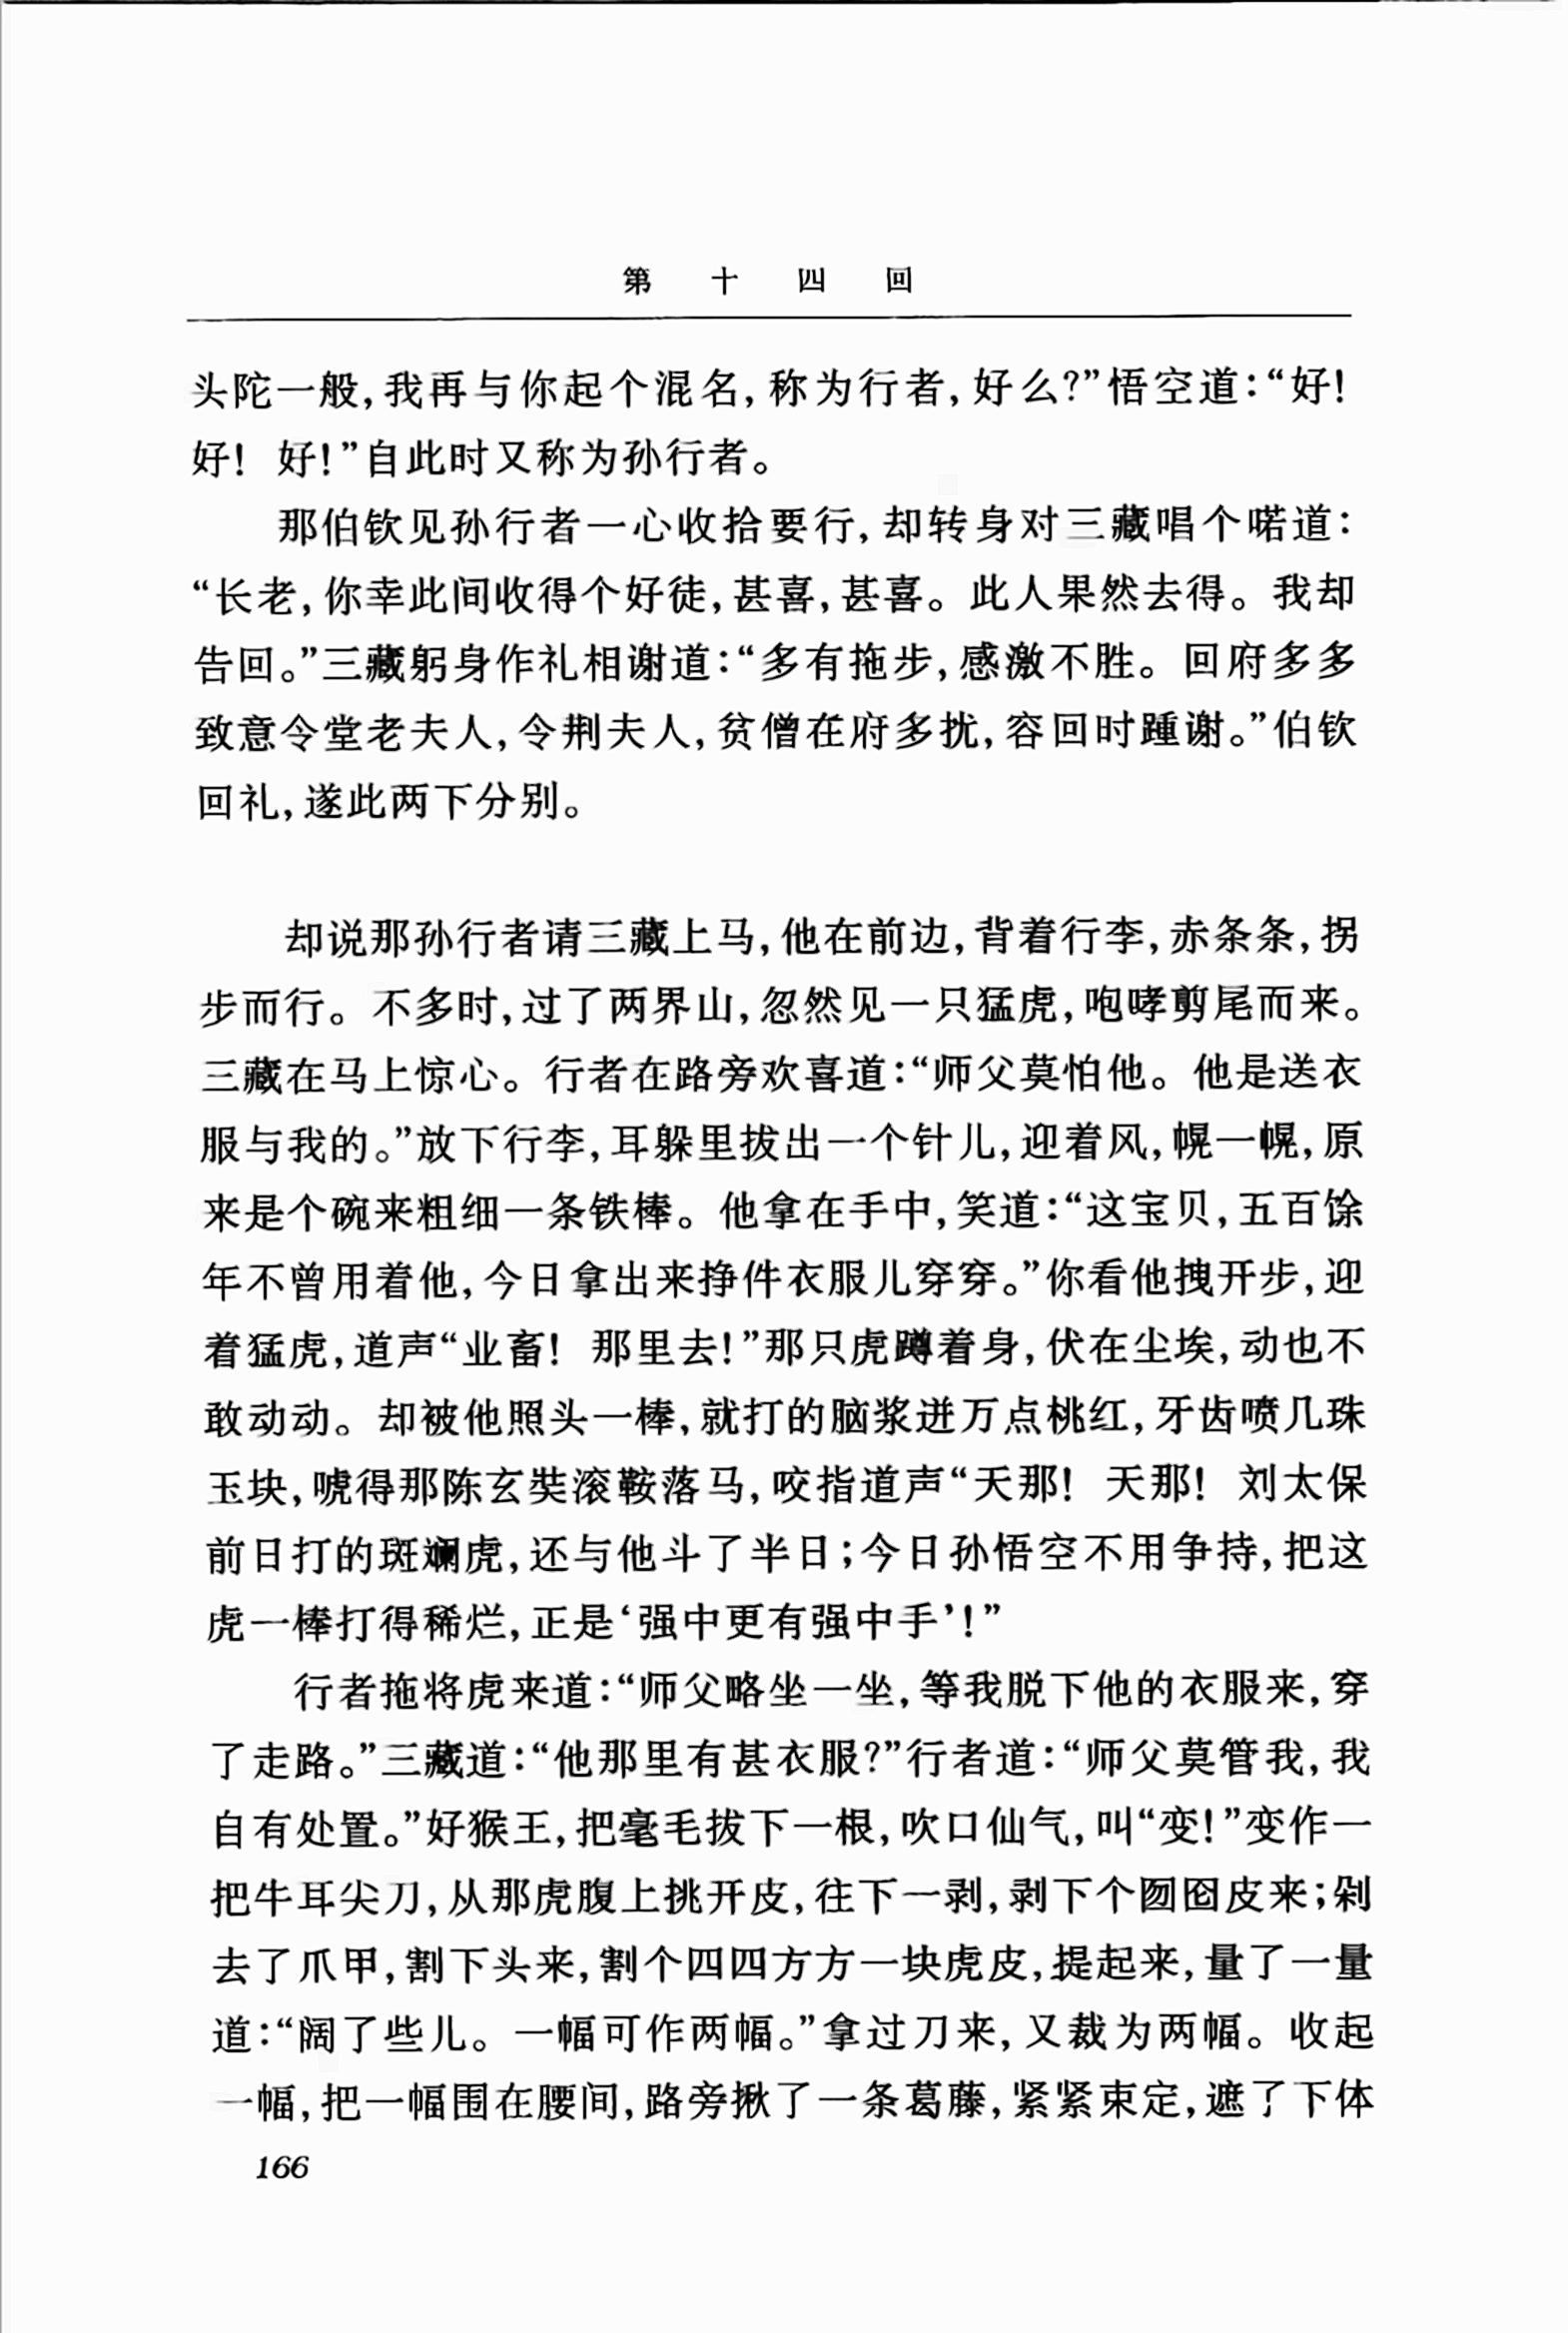 第十四回
头陀一般,我再与你起个混名,称为行者,好么?”悟空道:“好!
好! 好!”自此时又称为孙行者。
那伯钦见孙行者一心收拾要行,却转身对三藏唱个喏道:
“长老,你幸此间收得个好徒,甚喜,甚喜。此人果然去得。我却
告回。”三藏躬身作礼相谢道:“多有拖步,感激不胜。回府多多
致意令堂老夫人,令荆夫人,贫僧在府多扰,容回时踵谢。”伯钦
回礼,遂此两下分别。
却说那孙行者请三藏上马,他在前边,背着行李,赤条条,拐
步而行。不多时,过了两界山,忽然见一只猛虎,咆哮剪尾而来。
三藏在马上惊心。行者在路旁欢喜道:“师父莫怕他。他是送衣
服与我的。”放下行李,耳躲里拔出一个针儿,迎着风,幌一幌,原
来是个碗来粗细一条铁棒。他拿在手中,笑道:“这宝贝,五百馀
年不曾用着他,今日拿出来挣件衣服儿穿穿。”你看他拽开步,迎
着猛虎,道声“业畜! 那里去!”那只虎蹲着身,伏在尘埃,动也不
敢动动。却被他照头一棒,就打的脑浆迸万点桃红,牙齿喷几珠
玉块,唬得那陈玄奘滚鞍落马,咬指道声“天那! 天那! 刘太保
前日打的斑斓虎,还与他斗了半日;今日孙悟空不用争持,把这
虎一棒打得稀烂,正是‘强中更有强中手’!”
行者拖将虎来道:“师父略坐一坐,等我脱下他的衣服来,穿
了走路。”三藏道:“他那里有甚衣服?”行者道:“师父莫管我,我
自有处置。”好猴王,把毫毛拔下一根,吹口仙气,叫“变!”变作一
把牛耳尖刀,从那虎腹上挑开皮,往下一剥,剥下个囫囵皮来;剁
去了爪甲,割下头来,割个四四方方一块虎皮,提起来,量了一量
道:“阔了些儿。一幅可作两幅。”拿过刀来,又裁为两幅。收起
一幅,把一幅围在腰间,路旁揪了一条葛藤,紧紧束定,遮了下体
166